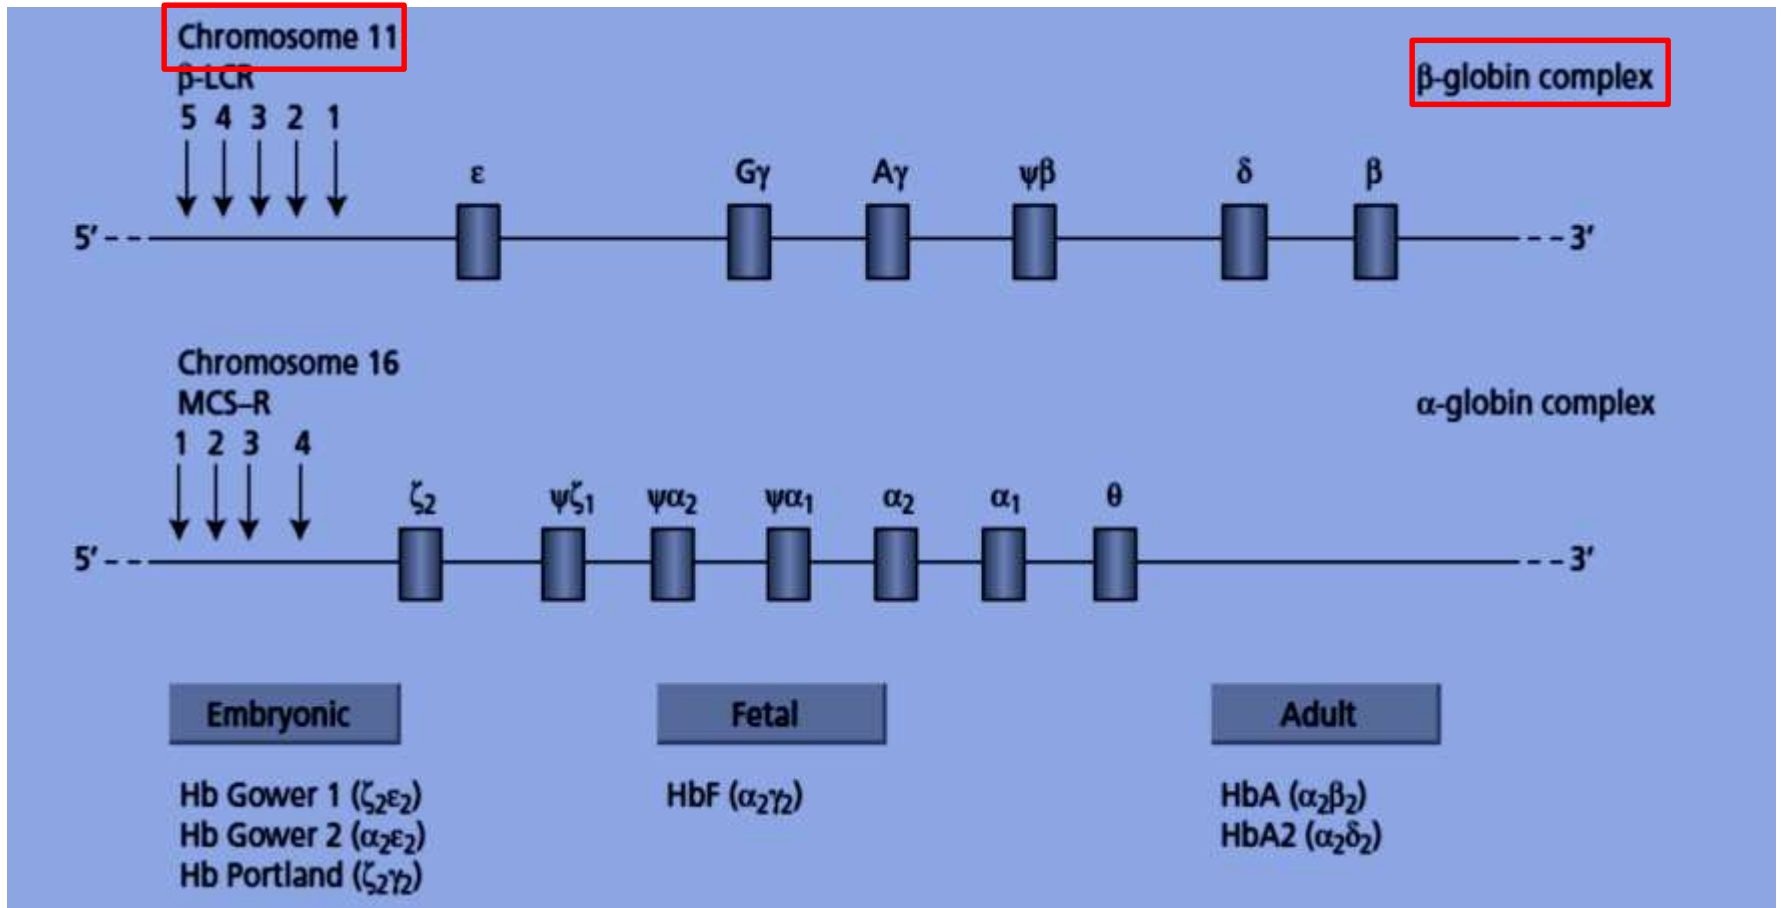 Chromosome 11
β-LCR
β-globin complex
5 4 3 2 1
ε Gγ Aγ ψβ δ β
5′ 3′
Chromosome 16
MCS–R
α-globin complex
1 2 3 4
ζ₂ ψζ₁ ψα₂ ψα₁ α₂ α₁ θ
5′ 3′
Embryonic Fetal Adult
Hb Gower 1 (ζ₂ε₂) HbF (α₂γ₂) HbA (α₂β₂)
Hb Gower 2 (α₂ε₂) HbA2 (α₂δ₂)
Hb Portland (ζ₂γ₂)